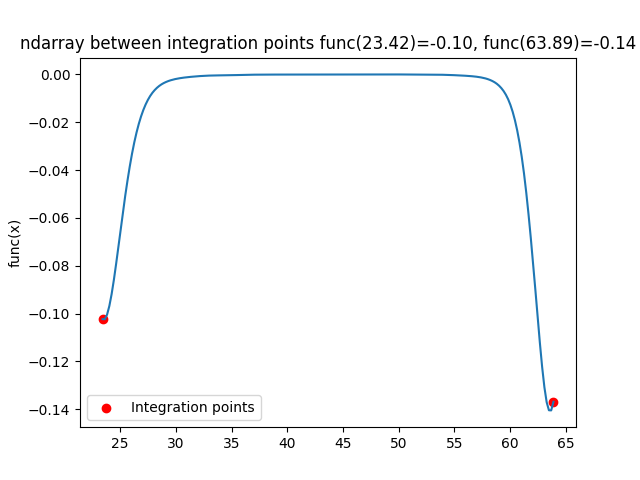 ndarray between integration points func(23.42)=-0.10, func(63.89)=-0.14
0.00
−0.02
−0.04
−0.06
−0.08
−0.10
−0.12
−0.14
func(x)
Integration points
25 30 35 40 45 50 55 60 65